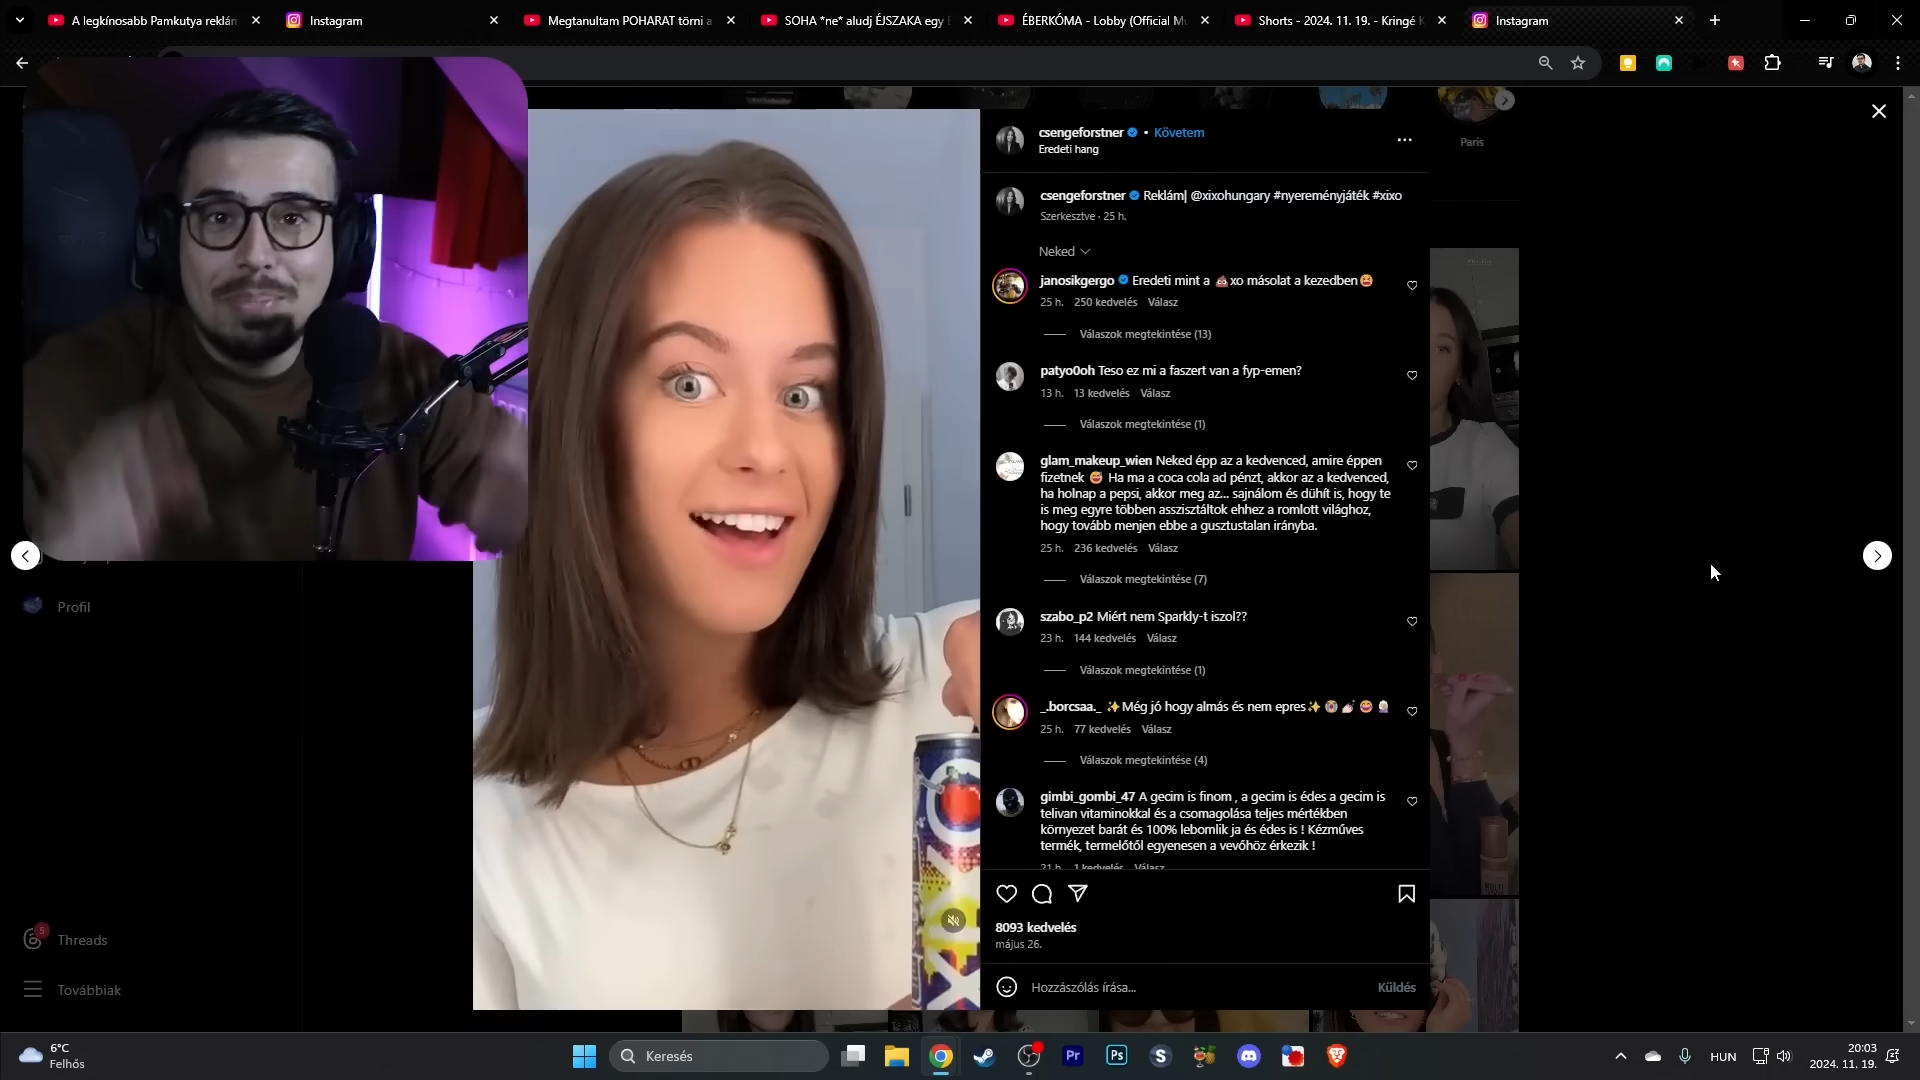 A legkínosabb Pamkutya reklám
Instagram
Megtanultam POHARAT törni a
SOHA *ne* aludj ÉJSZAKA egy
ÉBERKÓMA - Lobby (Official Mu
Shorts - 2024. 11. 19. - Kringé K
Instagram
Paris
csengeforstner • Követem
Eredeti hang
csengeforstner Reklám| @xixohungary #nyereményjáték #xixo
Szerkesztve · 25 h.
Neked
janosikgergo Eredeti mint a 💩xo másolat a kezedben😫
25 h. 250 kedvelés Válasz
Válaszok megtekintése (13)
patyo0oh Teso ez mi a faszert van a fyp-emen?
13 h. 13 kedvelés Válasz
Válaszok megtekintése (1)
glam_makeup_wien Neked épp az a kedvenced, amire éppen
fizetnek 😅 Ha ma a coca cola ad pénzt, akkor az a kedvenced,
ha holnap a pepsi, akkor meg az... sajnálom és dühít is, hogy te
is meg egyre többen asszisztáltok ehhez a romlott világhoz,
hogy tovább menjen ebbe a gusztustalan irányba.
25 h. 236 kedvelés Válasz
Válaszok megtekintése (7)
szabo_p2 Miért nem Sparkly-t iszol??
23 h. 144 kedvelés Válasz
Válaszok megtekintése (1)
_.borcsaa._ ✨Még jó hogy almás és nem epres✨
25 h. 77 kedvelés Válasz
Válaszok megtekintése (4)
gimbi_gombi_47 A gecim is finom , a gecim is édes a gecim is
telivan vitaminokkal és a csomagolása teljes mértékben
környezet barát és 100% lebomlik ja és édes is ! Kézműves
termék, termelőtől egyenesen a vevőhöz érkezik !
21 h. 1 kedvelés Válasz
8093 kedvelés
május 26.
Hozzászólás írása...
Küldés
Profil
5
Threads
Továbbiak
6°C
Felhős
Keresés
Pr
Ps
S
HUN
20:03
2024. 11. 19.